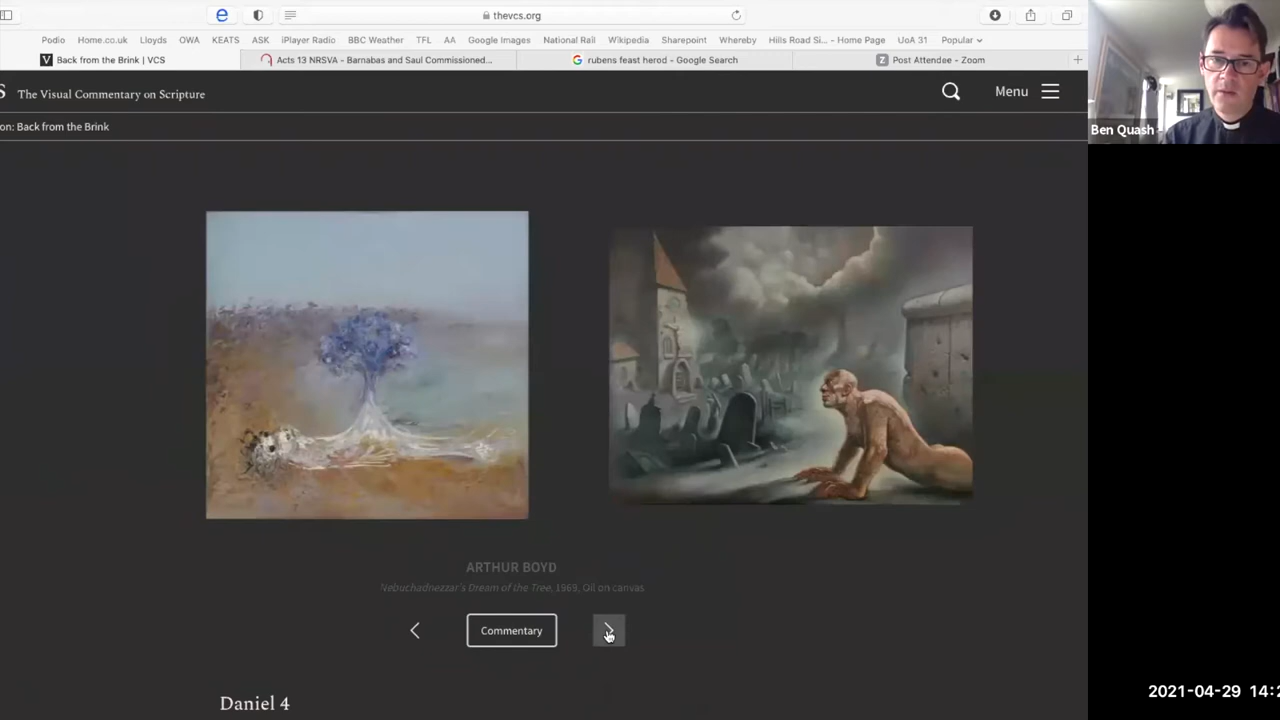 thevcs.org
Podio Home.co.uk Lloyds OWA KEATS ASK iPlayer Radio BBC Weather TFL AA Google Images National Rail Wikipedia Sharepoint Whereby Hills Road Si... - Home Page UoA 31 Popular
V Back from the Brink | VCS Acts 13 NRSVA - Barnabas and Saul Commissioned... G rubens feast herod - Google Search Z Post Attendee - Zoom
S The Visual Commentary on Scripture Menu
on: Back from the Brink
Ben Quash
ARTHUR BOYD
Nebuchadnezzar's Dream of the Tree, 1969, Oil on canvas
Commentary
Daniel 4
2021-04-29 14:2